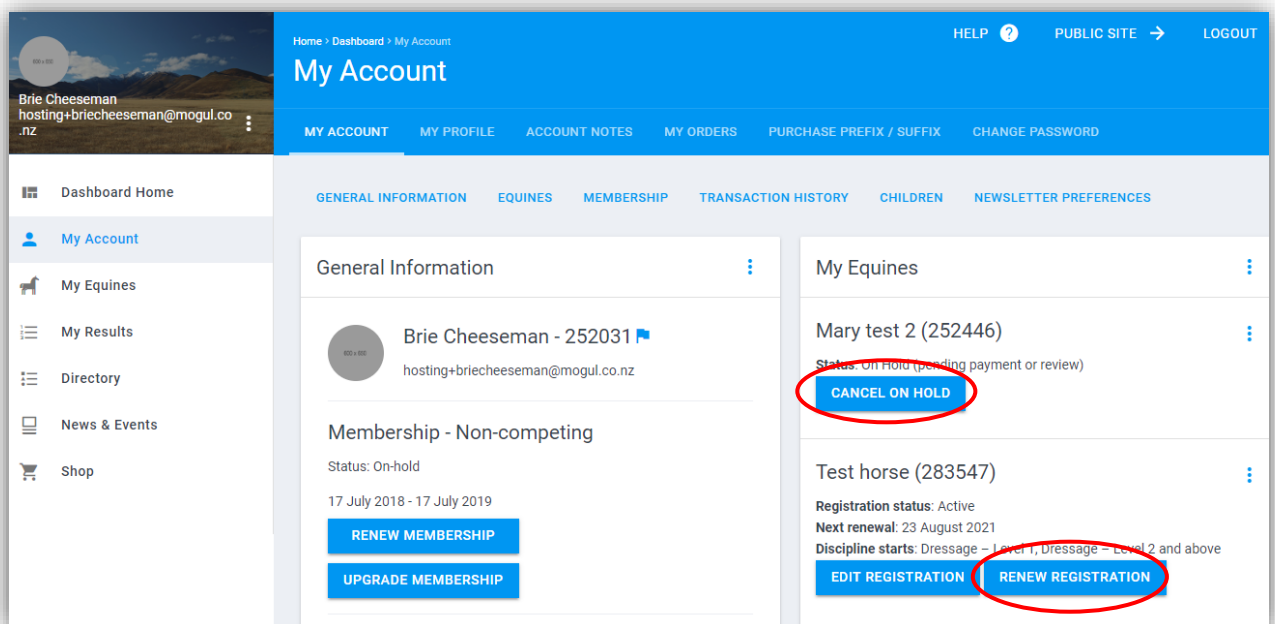 HELP ?
PUBLIC SITE
LOGOUT
Home > Dashboard > My Account
My Account
Brie Cheeseman
hosting+briecheeseman@mogul.co
.nz
MY ACCOUNT
MY PROFILE
ACCOUNT NOTES
MY ORDERS
PURCHASE PREFIX / SUFFIX
CHANGE PASSWORD
Dashboard Home
My Account
My Equines
My Results
Directory
News & Events
Shop
GENERAL INFORMATION
EQUINES
MEMBERSHIP
TRANSACTION HISTORY
CHILDREN
NEWSLETTER PREFERENCES
General Information
Brie Cheeseman - 252031
hosting+briecheeseman@mogul.co.nz
Membership - Non-competing
Status: On-hold
17 July 2018 - 17 July 2019
RENEW MEMBERSHIP
UPGRADE MEMBERSHIP
My Equines
Mary test 2 (252446)
Status: On Hold (pending payment or review)
CANCEL ON HOLD
Test horse (283547)
Registration status: Active
Next renewal: 23 August 2021
Discipline starts: Dressage – Level 1, Dressage – Level 2 and above
EDIT REGISTRATION
RENEW REGISTRATION